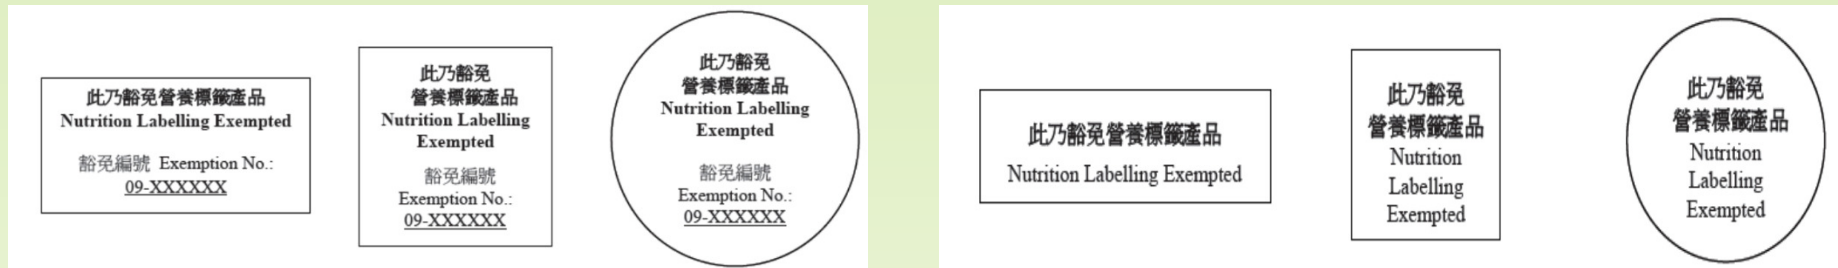 此乃豁免營養標籤產品
Nutrition Labelling Exempted
豁免編號 Exemption No.:
09-XXXXXX
此乃豁免
營養標籤產品
Nutrition Labelling
Exempted
豁免編號
Exemption No.:
09-XXXXXX
此乃豁免
營養標籤產品
Nutrition Labelling
Exempted
豁免編號
Exemption No.:
09-XXXXXX
此乃豁免營養標籤產品
Nutrition Labelling Exempted
此乃豁免
營養標籤產品
Nutrition
Labelling
Exempted
此乃豁免
營養標籤產品
Nutrition
Labelling
Exempted